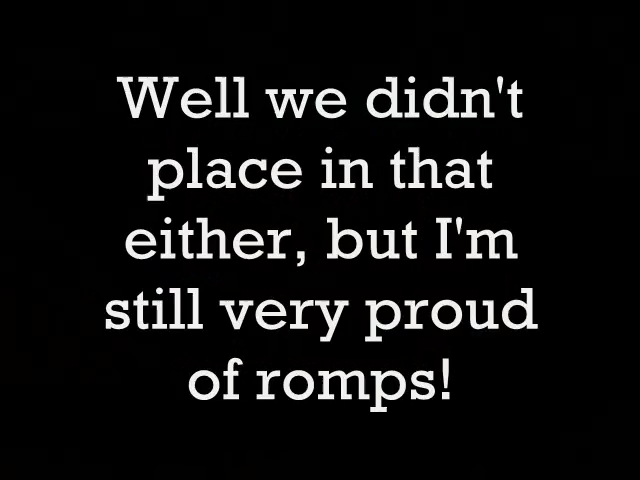 Well we didn't
place in that
either, but I'm
still very proud
of romps!